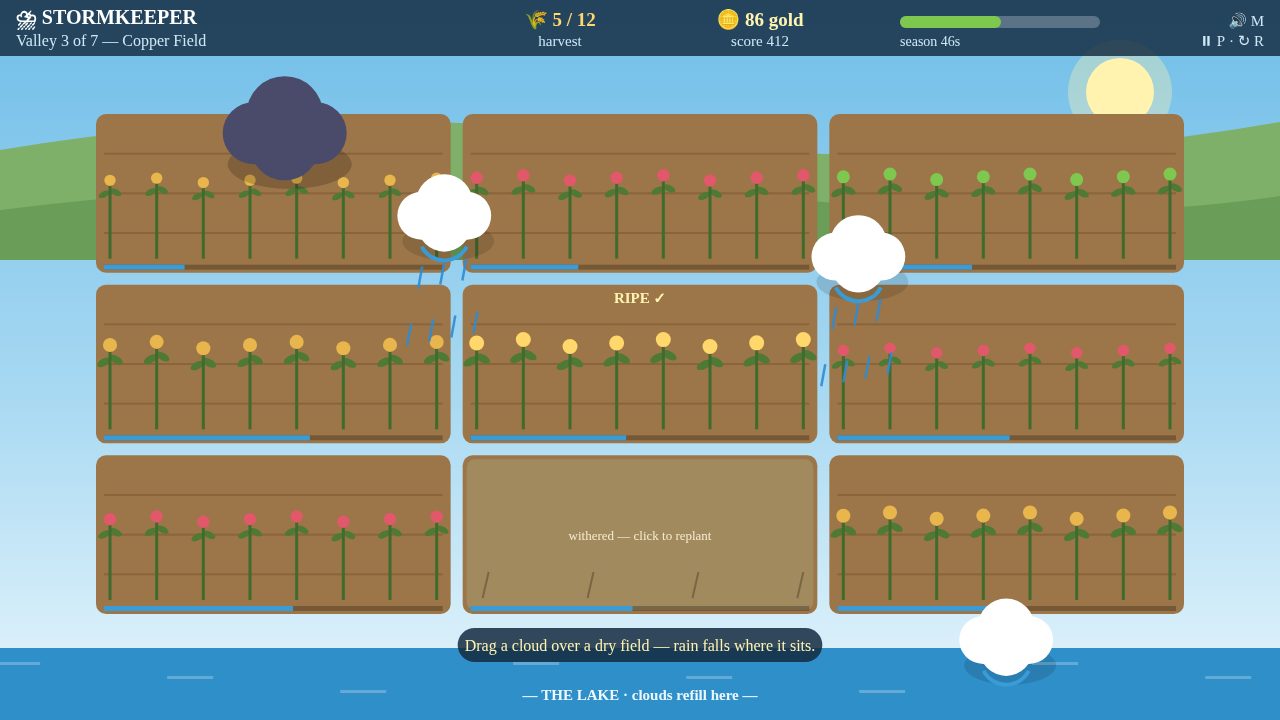 ⛈ STORMKEEPER
Valley 3 of 7 — Copper Field
🌾 5 / 12
harvest
🪙 86 gold
score 412
season 46s
🔊 M
⏸ P · ↻ R
RIPE ✓
withered — click to replant
Drag a cloud over a dry field — rain falls where it sits.
— THE LAKE · clouds refill here —